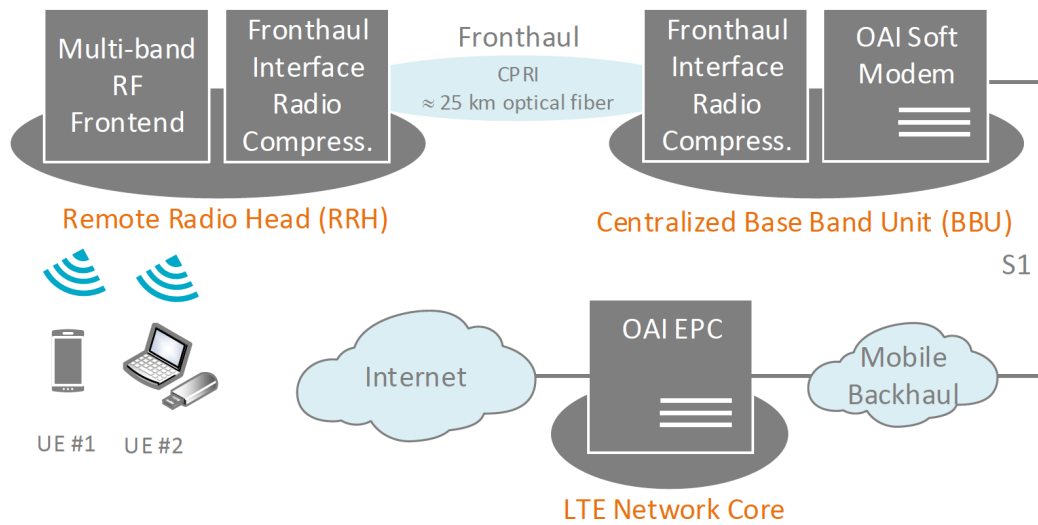 Multi-band
RF
Frontend
Fronthaul
Interface
Radio
Compress.
Fronthaul
CPRI
≈ 25 km optical fiber
Fronthaul
Interface
Radio
Compress.
OAI Soft
Modem
Remote Radio Head (RRH)
Centralized Base Band Unit (BBU)
S1
UE #1
UE #2
Internet
OAI EPC
Mobile
Backhaul
LTE Network Core